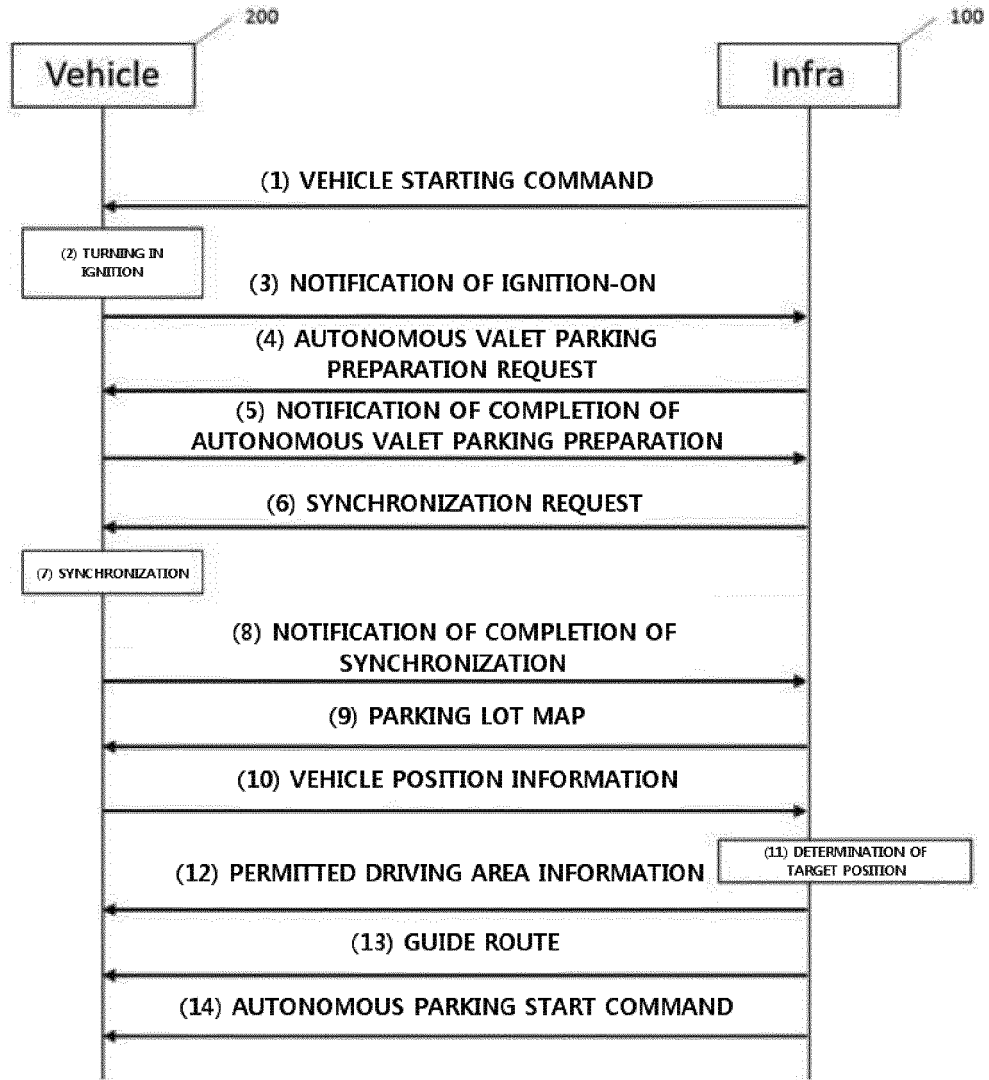 200
100
Vehicle
Infra
(1) VEHICLE STARTING COMMAND
(2) TURNING IN
IGNITION
(3) NOTIFICATION OF IGNITION-ON
(4) AUTONOMOUS VALET PARKING
PREPARATION REQUEST
(5) NOTIFICATION OF COMPLETION OF
AUTONOMOUS VALET PARKING PREPARATION
(6) SYNCHRONIZATION REQUEST
(7) SYNCHRONIZATION
(8) NOTIFICATION OF COMPLETION OF
SYNCHRONIZATION
(9) PARKING LOT MAP
(10) VEHICLE POSITION INFORMATION
(11) DETERMINATION OF
TARGET POSITION
(12) PERMITTED DRIVING AREA INFORMATION
(13) GUIDE ROUTE
(14) AUTONOMOUS PARKING START COMMAND